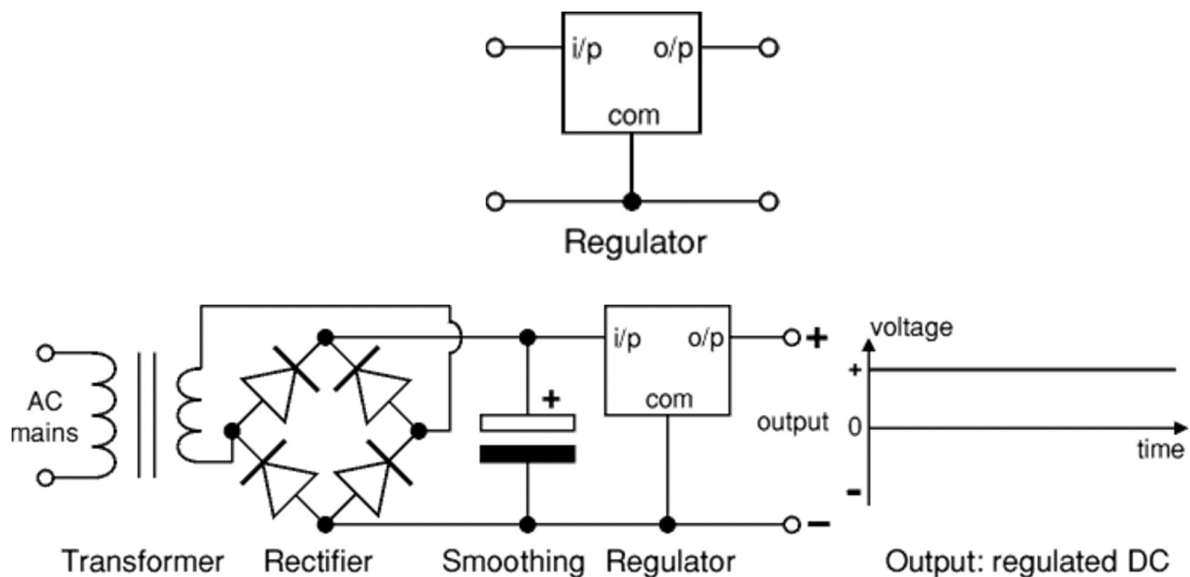 i/p o/p
com
Regulator
voltage
i/p o/p + +
AC
mains
+
com
output 0
time
-
-
Transformer Rectifier Smoothing Regulator Output: regulated DC